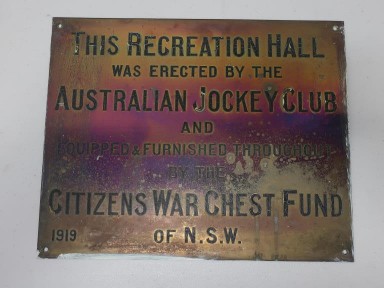 THIS RECREATION HALL
WAS ERECTED BY THE
AUSTRALIAN JOCKEY CLUB
AND
EQUIPPED & FURNISHED THROUGHOUT
BY THE
CITIZENS WAR CHEST FUND
1919 OF N.S.W.